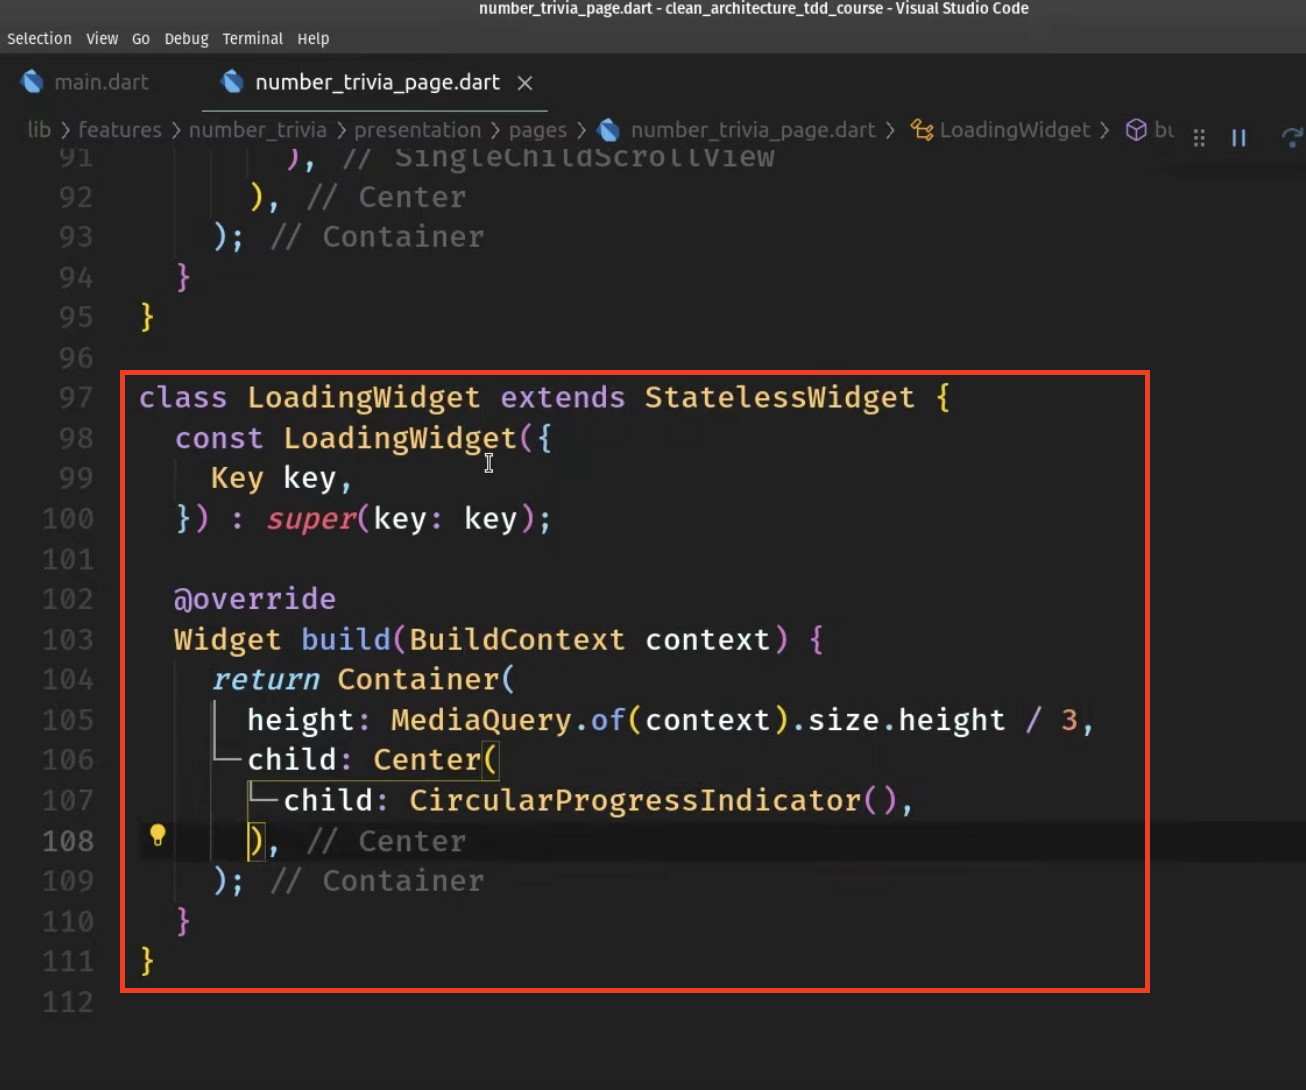 number_trivia_page.dart - clean_architecture_tdd_course - Visual Studio Code
Selection View Go Debug Terminal Help
main.dart number_trivia_page.dart
lib > features > number_trivia > presentation > pages > number_trivia_page.dart > LoadingWidget > bu
91 ), // SingleChildScrollView
92 ), // Center
93 ); // Container
94 }
95 }
96
97 class LoadingWidget extends StatelessWidget {
98 const LoadingWidget({
99 Key key,
100 }) : super(key: key);
101
102 @override
103 Widget build(BuildContext context) {
104 return Container(
105 height: MediaQuery.of(context).size.height / 3,
106 child: Center(
107 child: CircularProgressIndicator(),
108 ), // Center
109 ); // Container
110 }
111 }
112